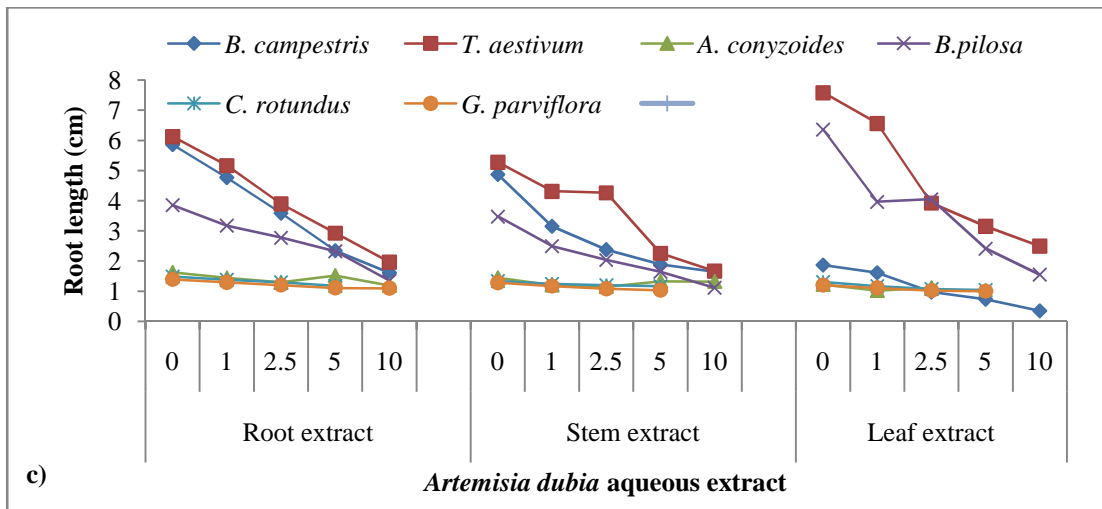 B. campestris T. aestivum A. conyzoides B.pilosa
C. rotundus G. parviflora
Root length (cm)
8
7
6
5
4
3
2
1
0
0 1 2.5 5 10 0 1 2.5 5 10 0 1 2.5 5 10
Root extract Stem extract Leaf extract
c)
Artemisia dubia aqueous extract